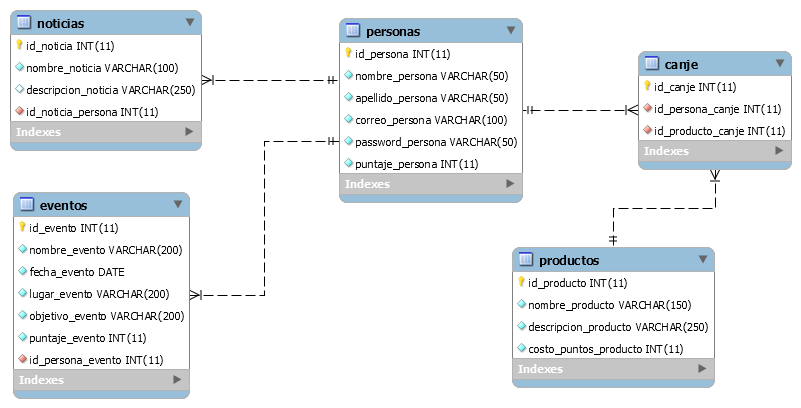 noticias
id_noticia INT(11)
nombre_noticia VARCHAR(100)
descripcion_noticia VARCHAR(250)
id_noticia_persona INT(11)
Indexes
personas
id_persona INT(11)
nombre_persona VARCHAR(50)
apellido_persona VARCHAR(50)
correo_persona VARCHAR(100)
password_persona VARCHAR(50)
puntaje_persona INT(11)
Indexes
canje
id_canje INT(11)
id_persona_canje INT(11)
id_producto_canje INT(11)
Indexes
eventos
id_evento INT(11)
nombre_evento VARCHAR(200)
fecha_evento DATE
lugar_evento VARCHAR(200)
objetivo_evento VARCHAR(200)
puntaje_evento INT(11)
id_persona_evento INT(11)
Indexes
productos
id_producto INT(11)
nombre_producto VARCHAR(150)
descripcion_producto VARCHAR(250)
costo_puntos_producto INT(11)
Indexes